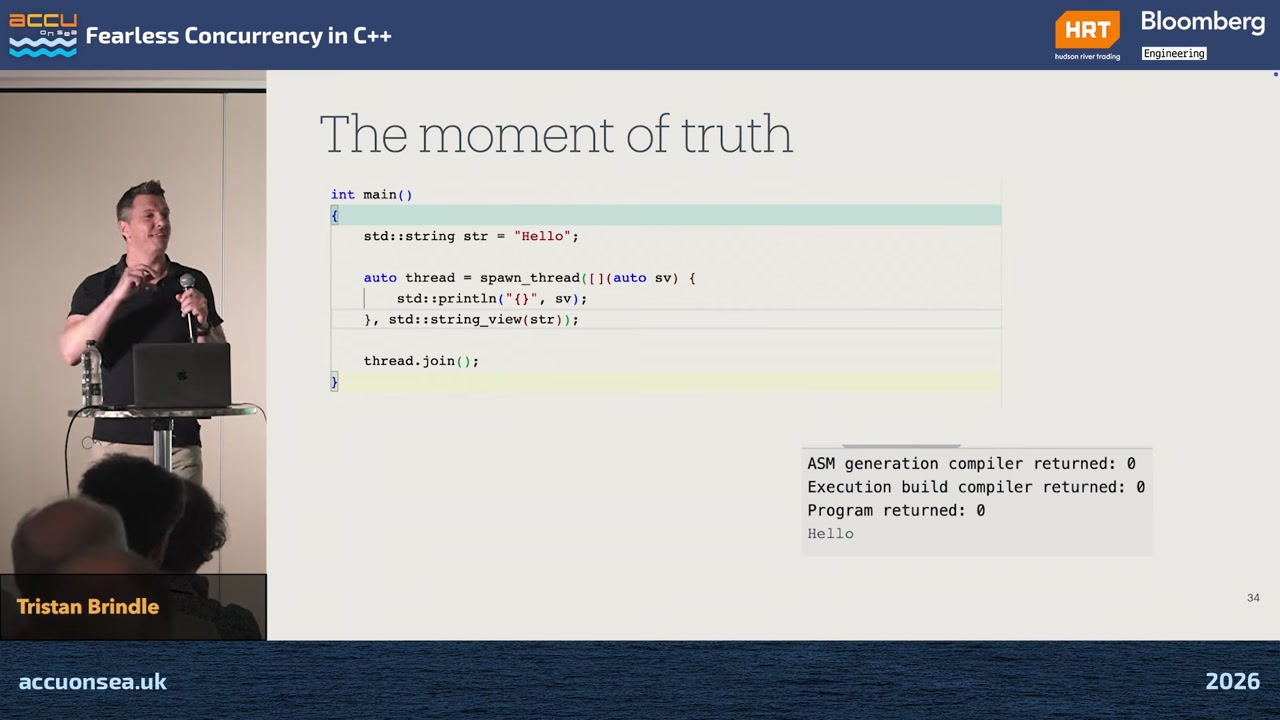 accu
on sea
Fearless Concurrency in C++
HRT
hudson river trading
Bloomberg
Engineering
The moment of truth
int main()
{
    std::string str = "Hello";
    auto thread = spawn_thread([](auto sv) {
        std::println("{}", sv);
    }, std::string_view(str));
    thread.join();
}
ASM generation compiler returned: 0
Execution build compiler returned: 0
Program returned: 0
Hello
34
Tristan Brindle
accuonsea.uk
2026